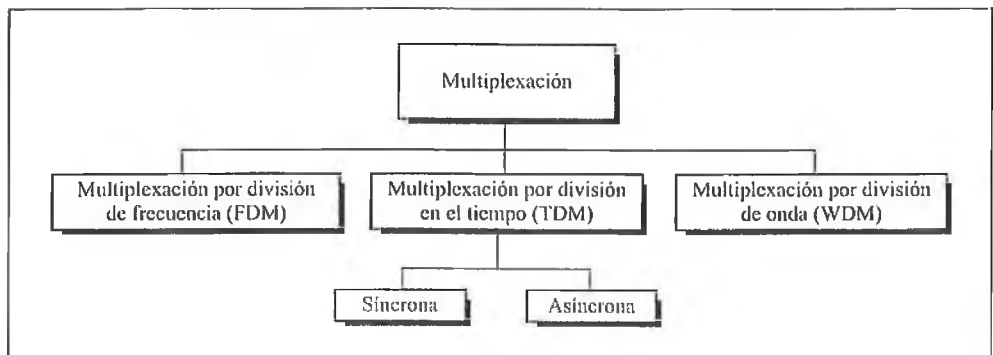 Multiplexación
Multiplexación por división
de frecuencia (FDM)
Multiplexación por división
en el tiempo (TDM)
Multiplexación por división
de onda (WDM)
Síncrona
Asíncrona